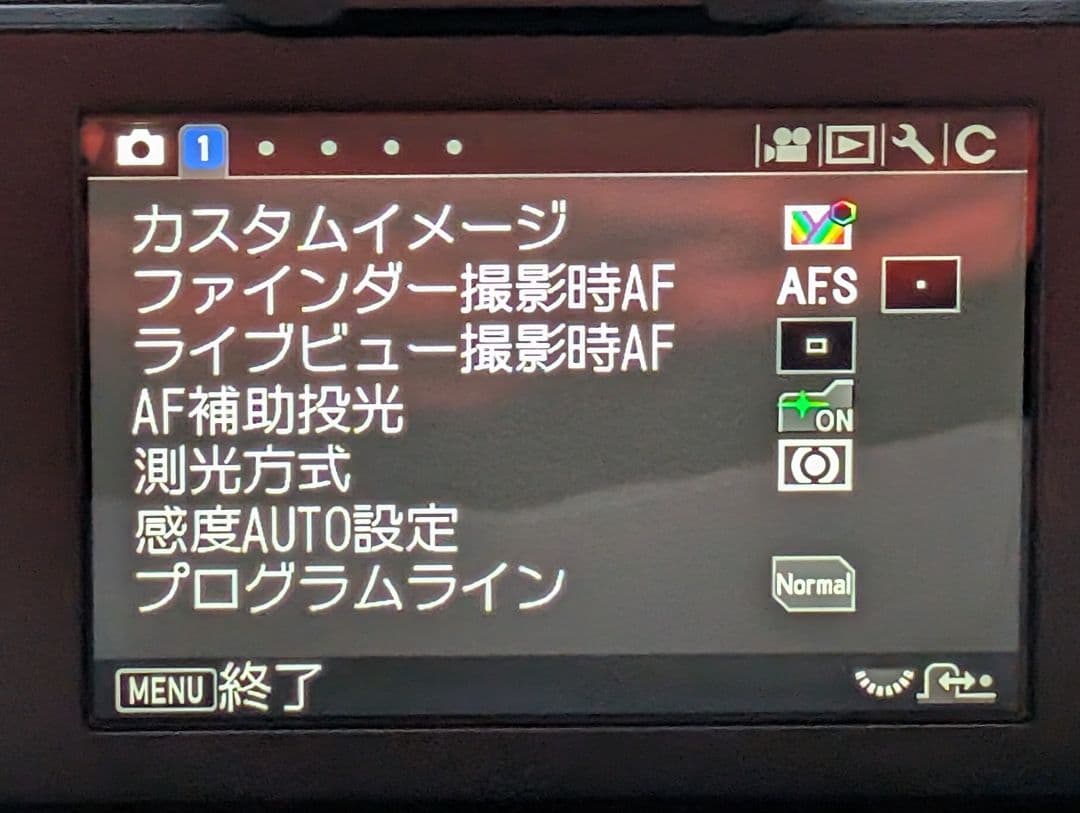 1
C
カスタムイメージ
ファインダー撮影時AF AF.S
ライブビュー撮影時AF
AF補助投光 ON
測光方式
感度AUTO設定
プログラムライン Normal
MENU 終了